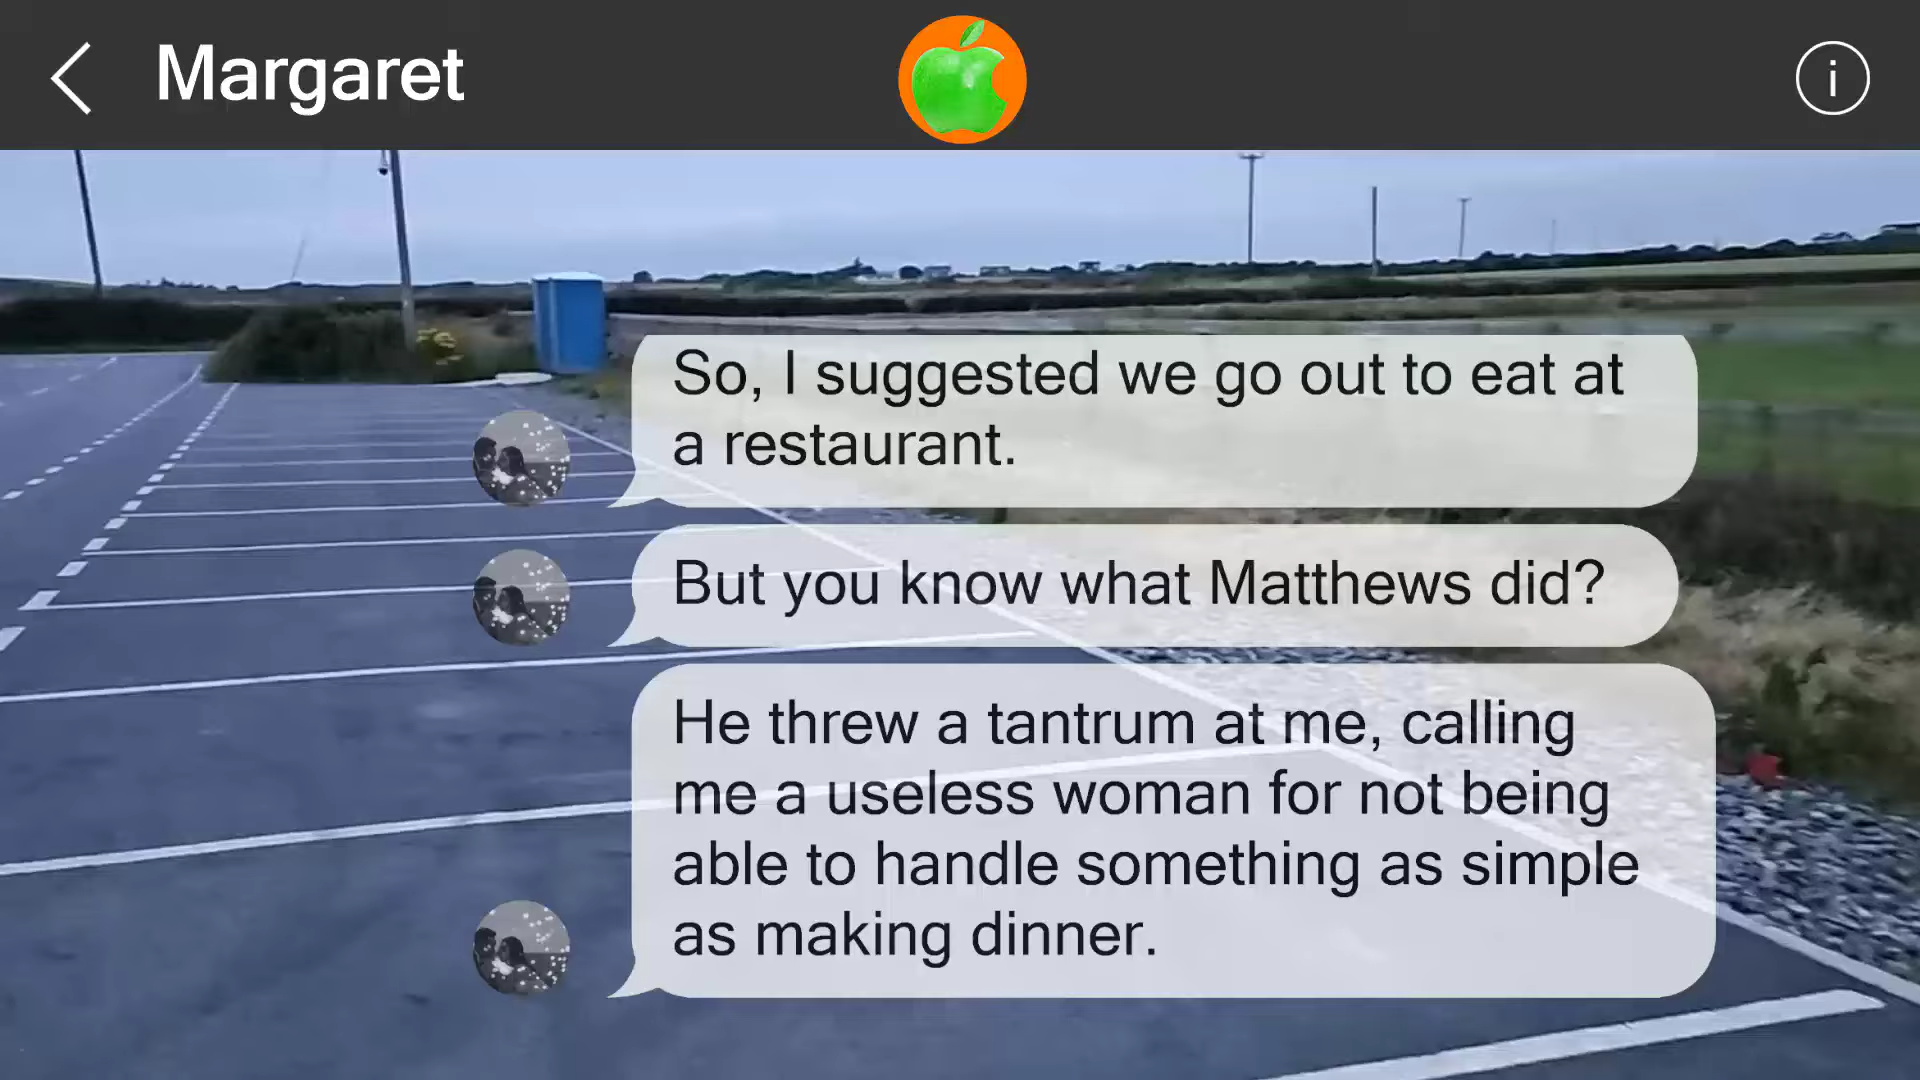 Margaret
So, I suggested we go out to eat at
a restaurant.
But you know what Matthews did?
He threw a tantrum at me, calling
me a useless woman for not being
able to handle something as simple
as making dinner.